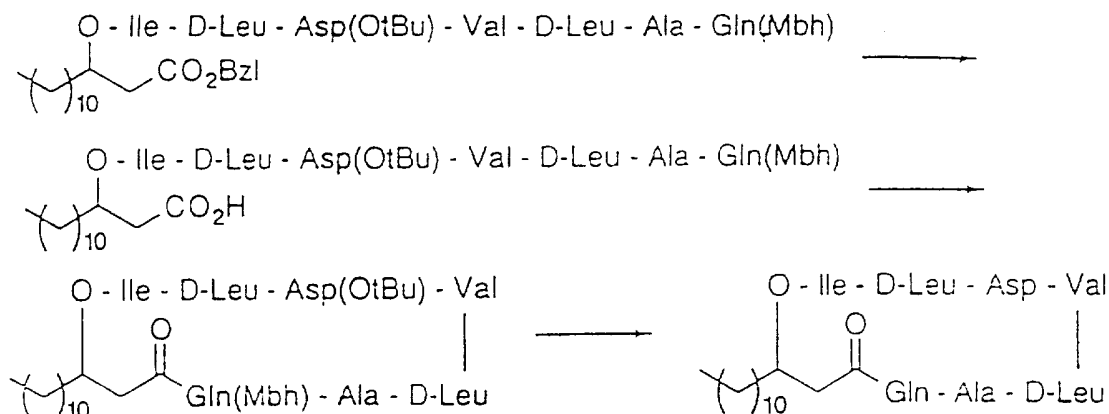 O - Ile - D-Leu - Asp(OtBu) - Val - D-Leu - Ala - Gln(Mbh)
CO₂Bzl
10
O - Ile - D-Leu - Asp(OtBu) - Val - D-Leu - Ala - Gln(Mbh)
CO₂H
10
O - Ile - D-Leu - Asp(OtBu) - Val
O
Gln(Mbh) - Ala - D-Leu
10
O - Ile - D-Leu - Asp - Val
O
Gln - Ala - D-Leu
10